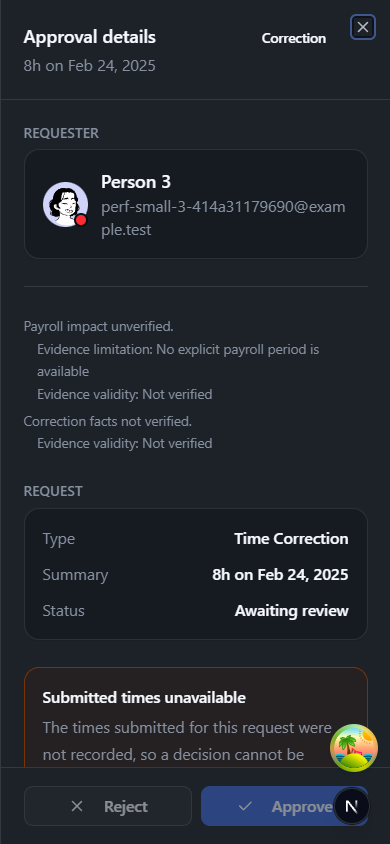 Approval details
Correction
8h on Feb 24, 2025
REQUESTER
Person 3
perf-small-3-414a31179690@exam
ple.test
Payroll impact unverified.
Evidence limitation: No explicit payroll period is
available
Evidence validity: Not verified
Correction facts not verified.
Evidence validity: Not verified
REQUEST
Type Time Correction
Summary 8h on Feb 24, 2025
Status Awaiting review
Submitted times unavailable
The times submitted for this request were
not recorded, so a decision cannot be
Reject
Approve
N